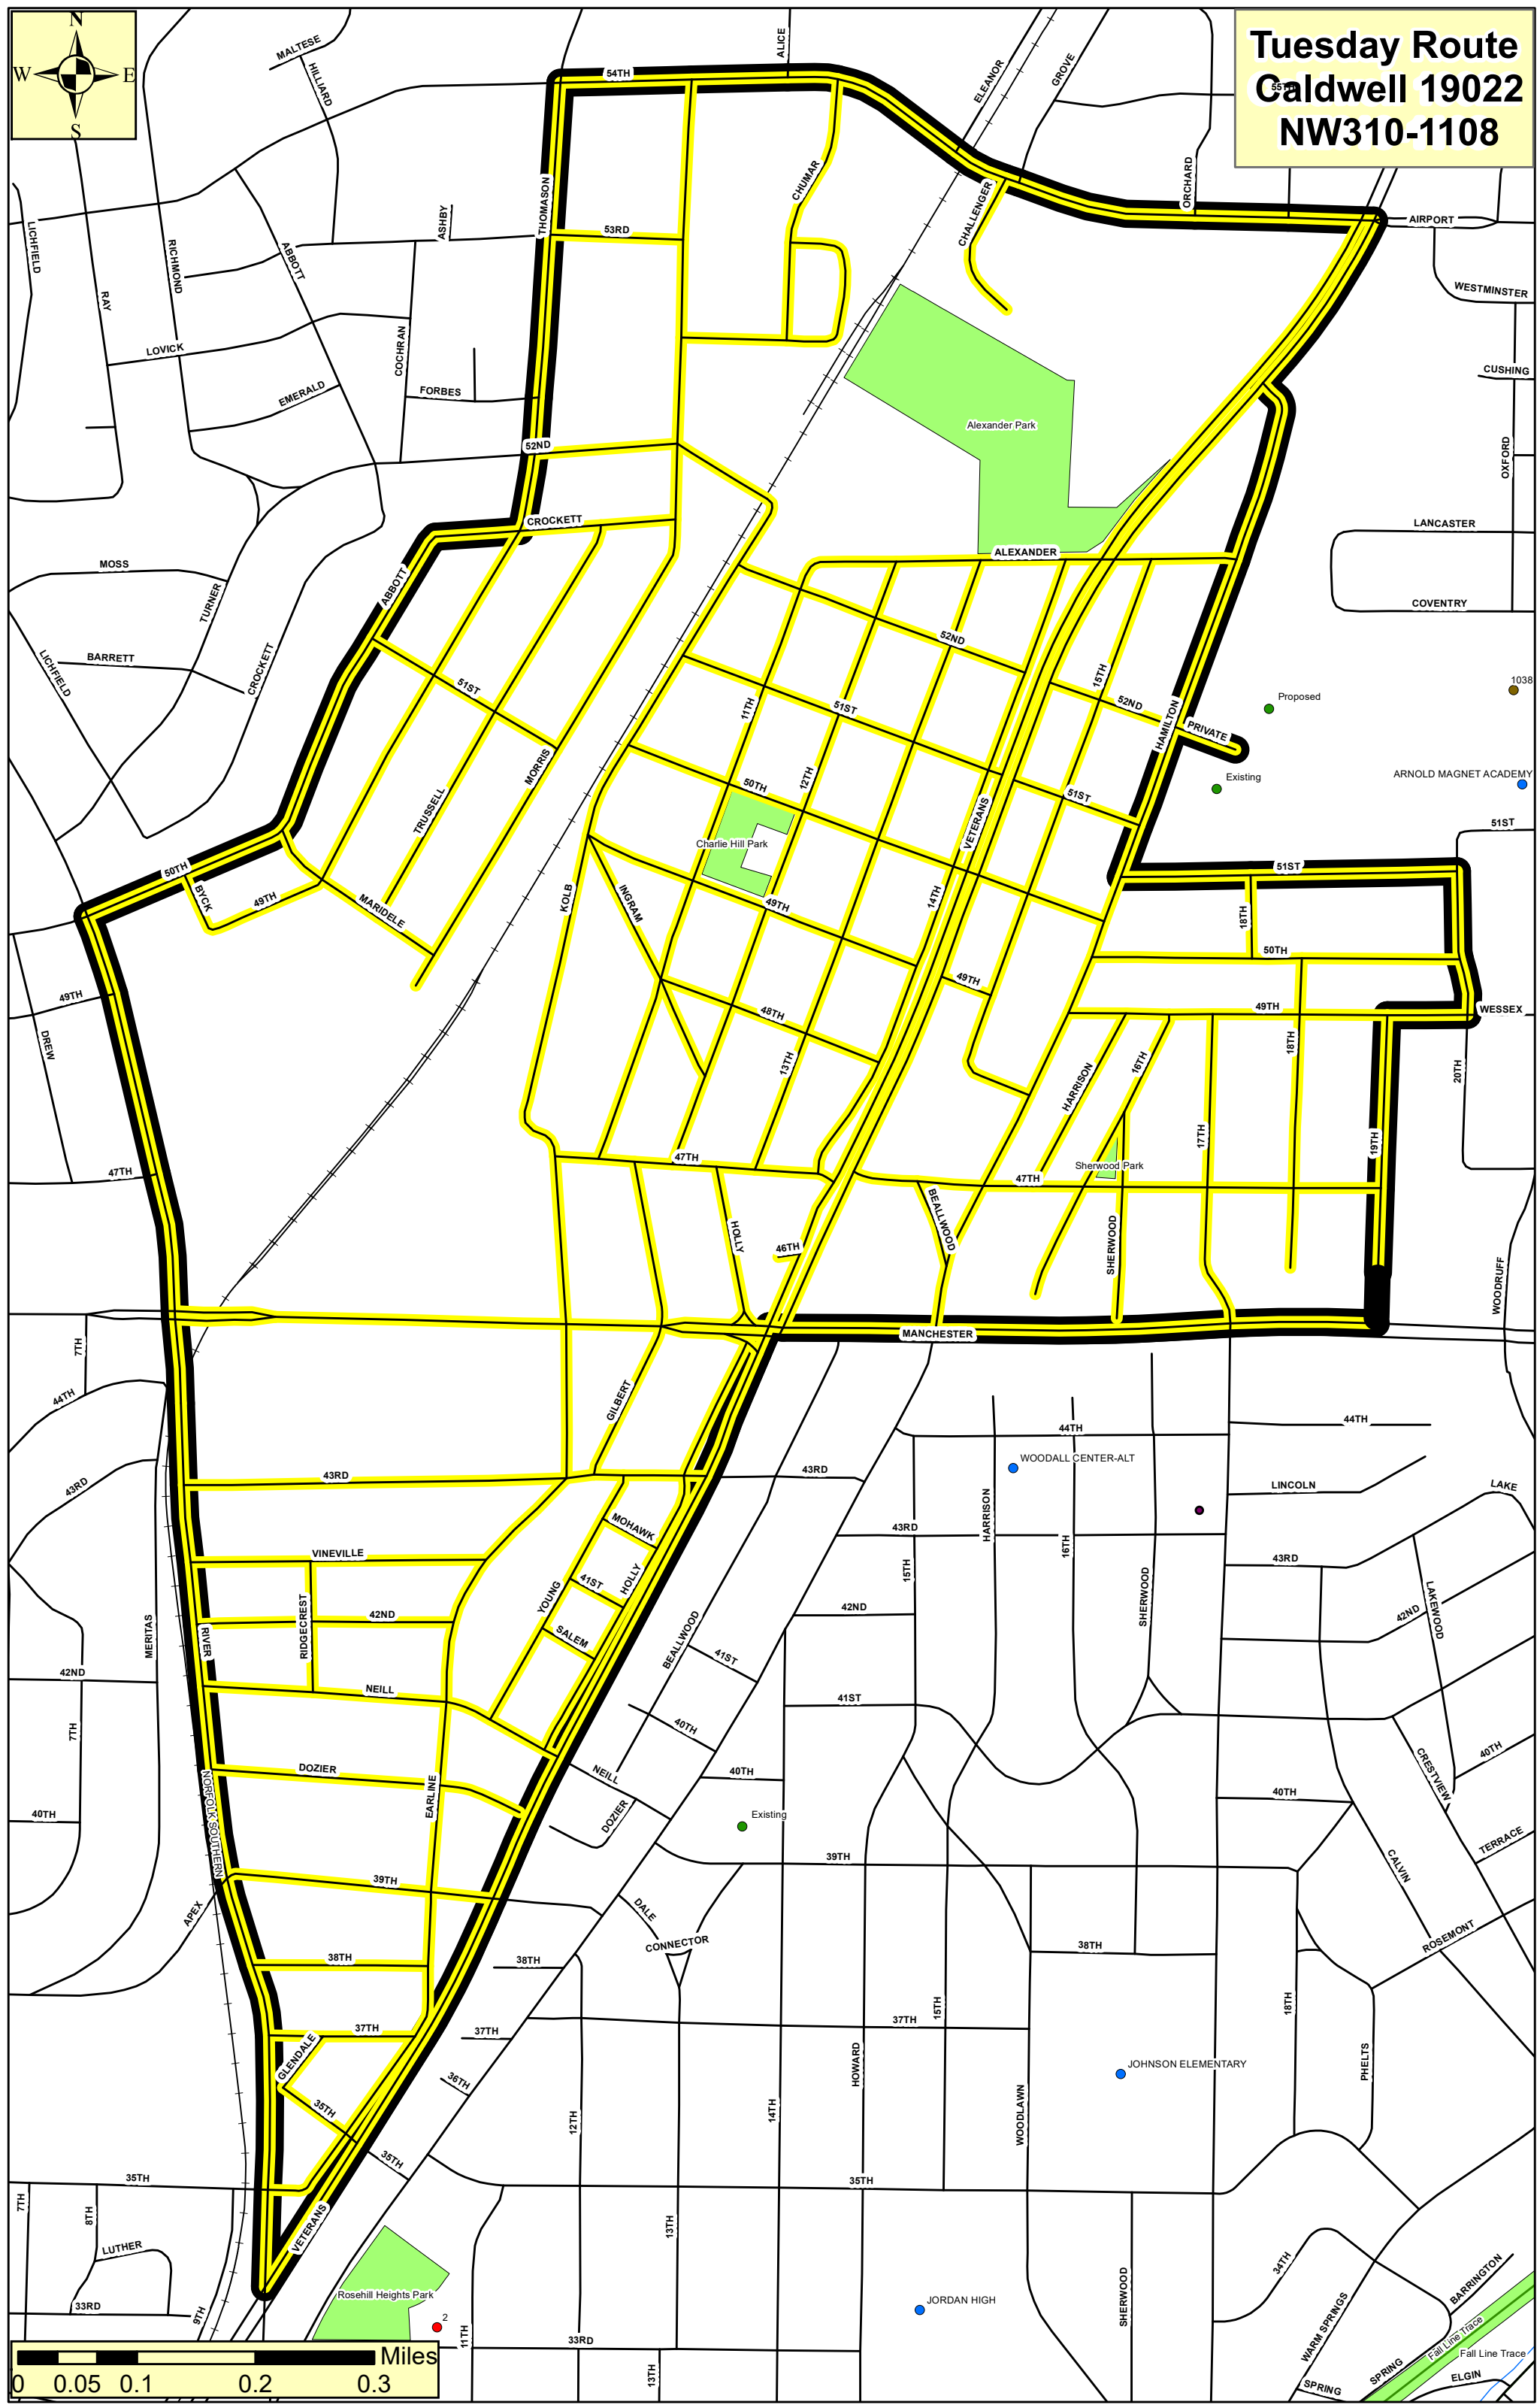 N
W
E
S
Tuesday Route
Caldwell 19022
NW310-1108
MALTESE
HILLIARD
54TH
ALICE
ELEANOR
GROVE
55TH
ORCHARD
AIRPORT
WESTMINSTER
CUSHING
OXFORD
LICHFIELD
RAY
RICHMOND
ABBOTT
ASHBY
THOMASON
53RD
CHUMAR
CHALLENGER
LOVICK
COCHRAN
EMERALD
FORBES
52ND
Alexander Park
CROCKETT
ALEXANDER
LANCASTER
COVENTRY
MOSS
TURNER
ABBOTT
BARRETT
LICHFIELD
CROCKETT
51ST
52ND
15TH
11TH
51ST
52ND
HAMILTON
PRIVATE
Proposed
1038
MORRIS
TRUSSELL
50TH
12TH
VETERANS
51ST
Existing
ARNOLD MAGNET ACADEMY
51ST
Charlie Hill Park
50TH
BYCK
49TH
MARIDELE
KOLB
INGRAM
49TH
14TH
51ST
18TH
50TH
49TH
DREW
48TH
13TH
49TH
49TH
WESSEX
HARRISON
16TH
18TH
20TH
17TH
19TH
47TH
47TH
Sherwood Park
47TH
HOLLY
46TH
BEALLWOOD
SHERWOOD
WOODRUFF
MANCHESTER
7TH
44TH
GILBERT
43RD
43RD
43RD
44TH
44TH
WOODALL CENTER-ALT
LINCOLN
LAKE
MOHAWK
HARRISON
43RD
16TH
15TH
43RD
VINEVILLE
41ST
HOLLY
YOUNG
SHERWOOD
LAKEWOOD
42ND
42ND
RIDGECREST
42ND
RIVER
MERITAS
SALEM
BEALLWOOD
41ST
42ND
NEILL
41ST
40TH
7TH
DOZIER
NEILL
40TH
40TH
CRESTVIEW
40TH
NORFOLK SOUTHERN
EARLINE
DOZIER
Existing
40TH
TERRACE
39TH
39TH
CALVIN
APEX
DALE
CONNECTOR
ROSEMONT
38TH
38TH
38TH
15TH
18TH
37TH
37TH
37TH
GLENDALE
36TH
HOWARD
JOHNSON ELEMENTARY
PHELTS
35TH
12TH
14TH
WOODLAWN
35TH
35TH
35TH
7TH
8TH
VETERANS
13TH
LUTHER
34TH
SHERWOOD
BARRINGTON
Rosehill Heights Park
JORDAN HIGH
33RD
9TH
2
11TH
33RD
13TH
WARM SPRINGS
SPRING
SPRING
Fall Line Trace
Fall Line Trace
ELGIN
Miles
0 0.05 0.1 0.2 0.3